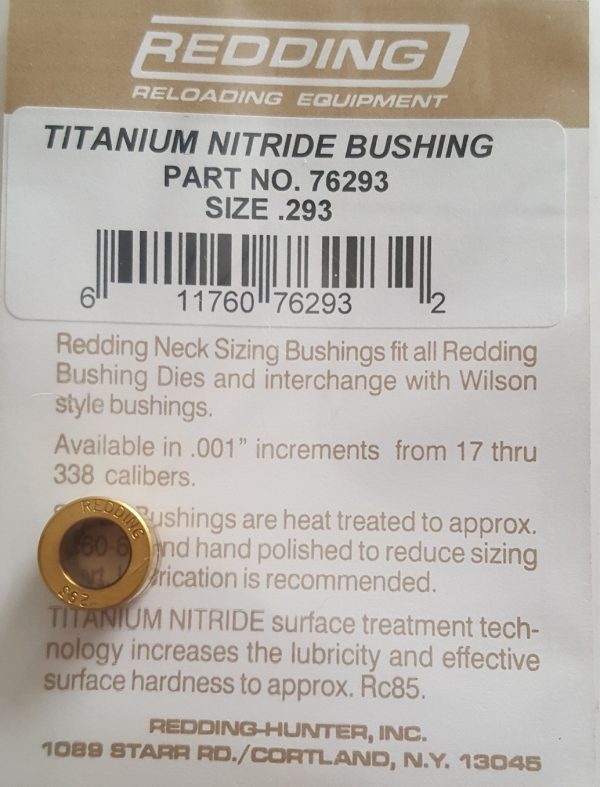 REDDING
RELOADING EQUIPMENT
TITANIUM NITRIDE BUSHING
PART NO. 76293
SIZE .293
6 11760 76293 2
Redding Neck Sizing Bushings fit all Redding
Bushing Dies and interchange with Wilson
style bushings.
Available in .001" increments from 17 thru
338 calibers.
Bushings are heat treated to approx.
and hand polished to reduce sizing
is recommended.
TITANIUM NITRIDE surface treatment tech-
nology increases the lubricity and effective
surface hardness to approx. Rc85.
REDDING-HUNTER, INC.
1089 STARR RD./CORTLAND, N.Y. 13045
REDDING
.293